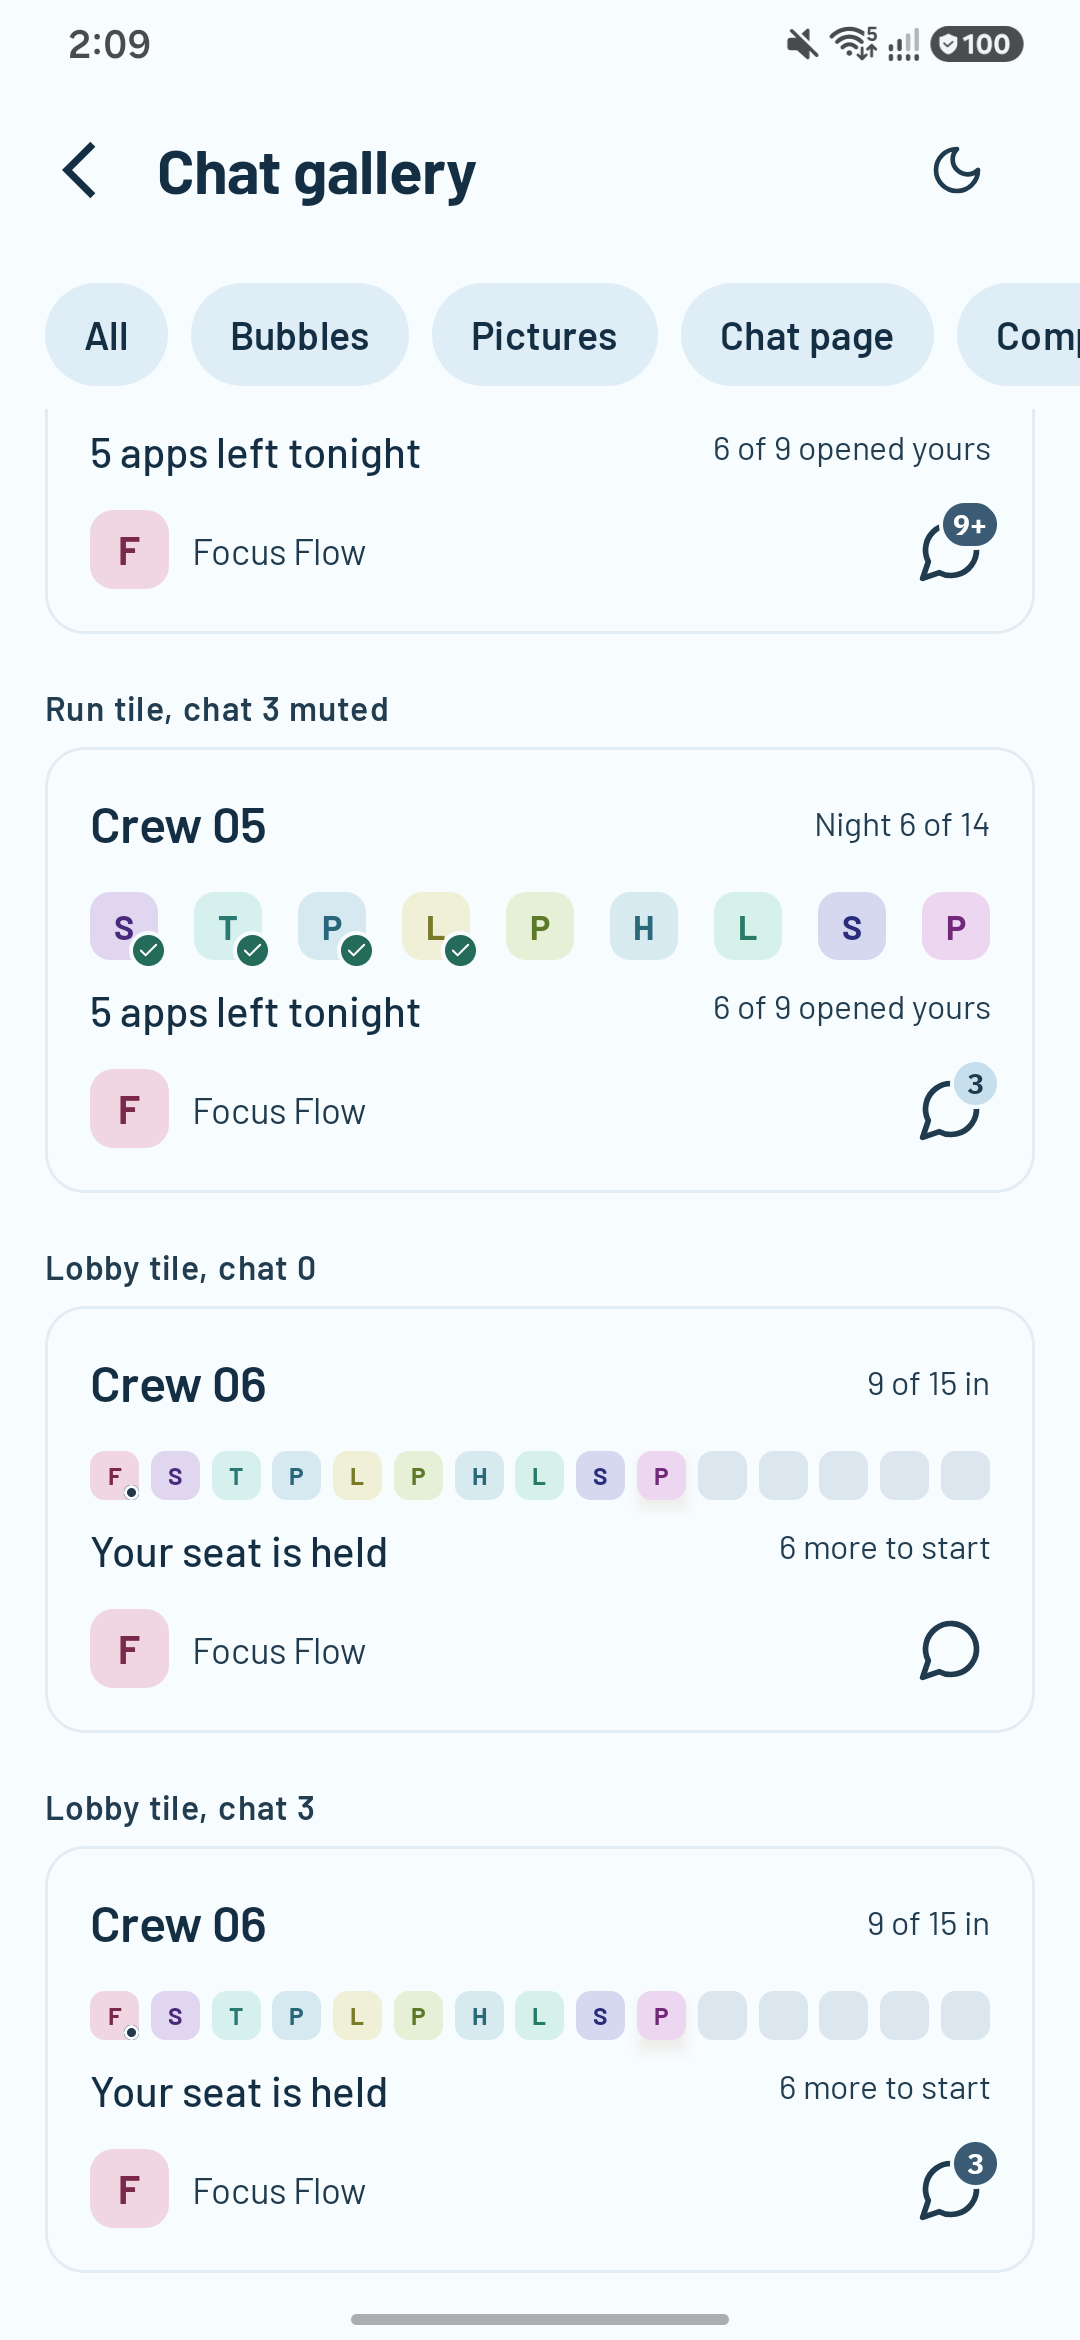 2:09
5
100
Chat gallery
All Bubbles Pictures Chat page Comp
5 apps left tonight 6 of 9 opened yours
F Focus Flow 9+
Run tile, chat 3 muted
Crew 05 Night 6 of 14
S T P L P H L S P
5 apps left tonight 6 of 9 opened yours
F Focus Flow 3
Lobby tile, chat 0
Crew 06 9 of 15 in
F S T P L P H L S P
Your seat is held 6 more to start
F Focus Flow
Lobby tile, chat 3
Crew 06 9 of 15 in
F S T P L P H L S P
Your seat is held 6 more to start
F Focus Flow 3